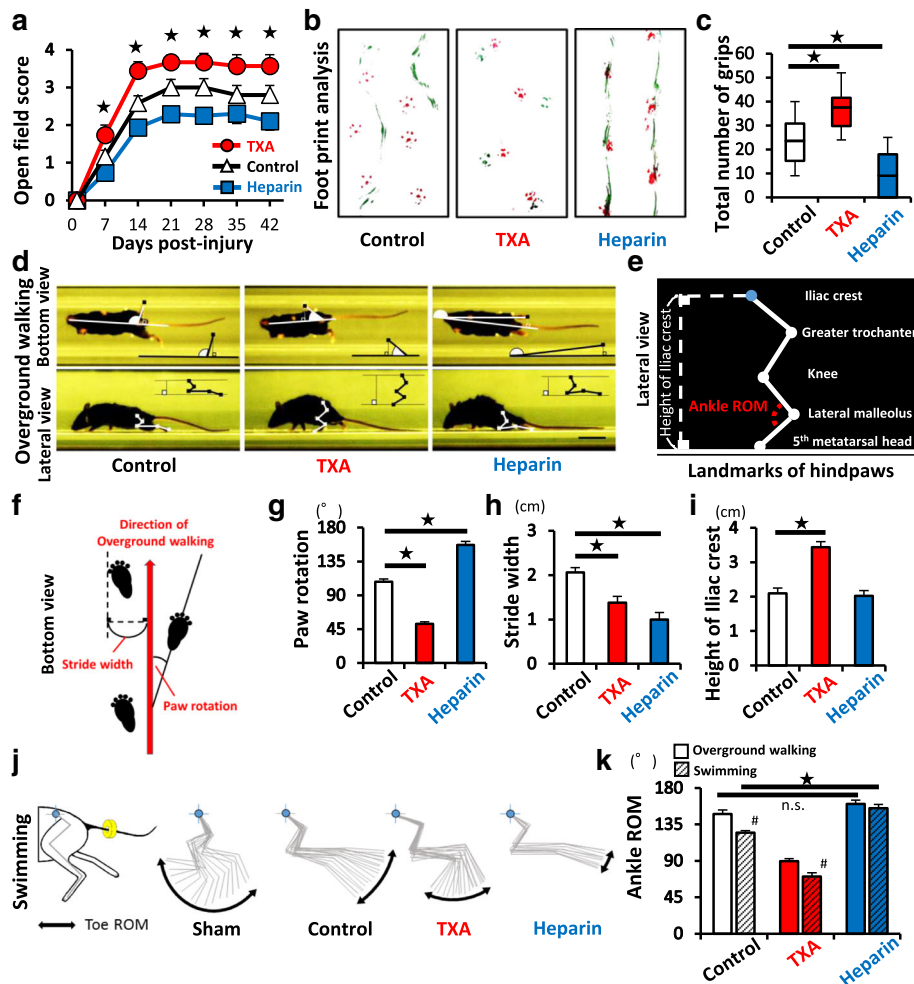 a
Open field score
4
3
2
1
0
TXA
Control
Heparin
0 7 14 21 28 35 42
Days post-injury
b
Foot print analysis
Control
TXA
Heparin
c
Total number of grips
60
50
40
30
20
10
0
Control
TXA
Heparin
d
Overground walking
Bottom view
Lateral view
Control
TXA
Heparin
e
Lateral view
Height of Iliac crest
Iliac crest
Greater trochanter
Knee
Ankle ROM
Lateral malleolus
5th metatarsal head
Landmarks of hindpaws
f
Direction of
Overground walking
Bottom view
Stride width
Paw rotation
g
(°)
Paw rotation
180
135
90
45
0
Control
TXA
Heparin
h
(cm)
Stride width
3
2
1
0
Control
TXA
Heparin
i
(cm)
Height of Iliac crest
4
3
2
1
0
Control
TXA
Heparin
j
Swimming
Toe ROM
Sham
Control
TXA
Heparin
k
(°)
Overground walking
Swimming
Ankle ROM
180
135
90
45
0
n.s.
#
#
Control
TXA
Heparin